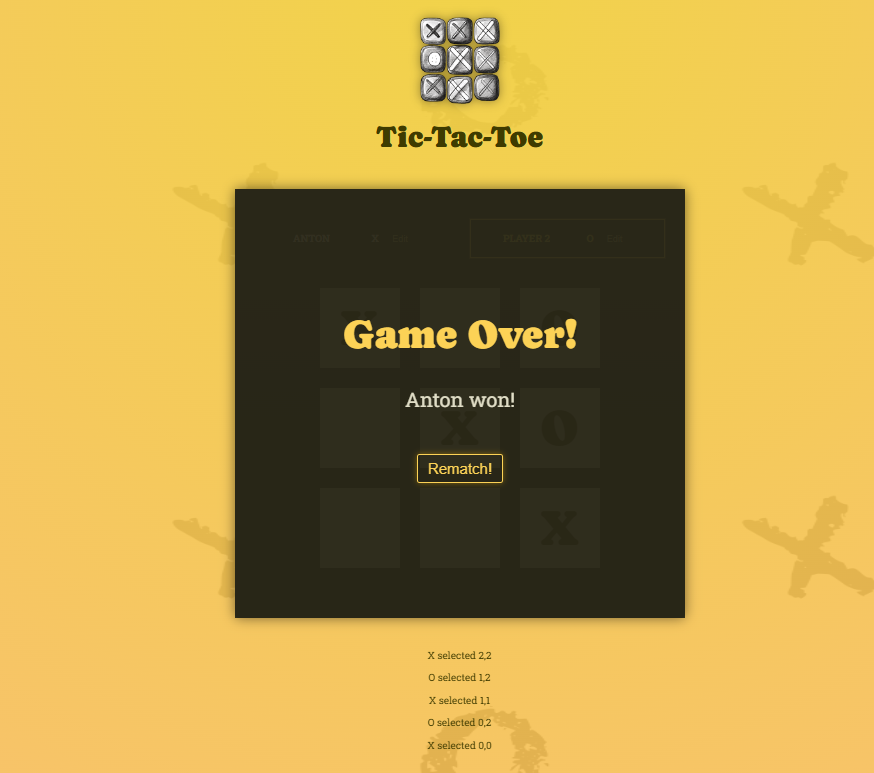 Tic-Tac-Toe
ANTON X Edit PLAYER 2 O Edit
Game Over!
Anton won!
X O
Rematch!
X
X selected 2,2
O selected 1,2
X selected 1,1
O selected 0,2
X selected 0,0